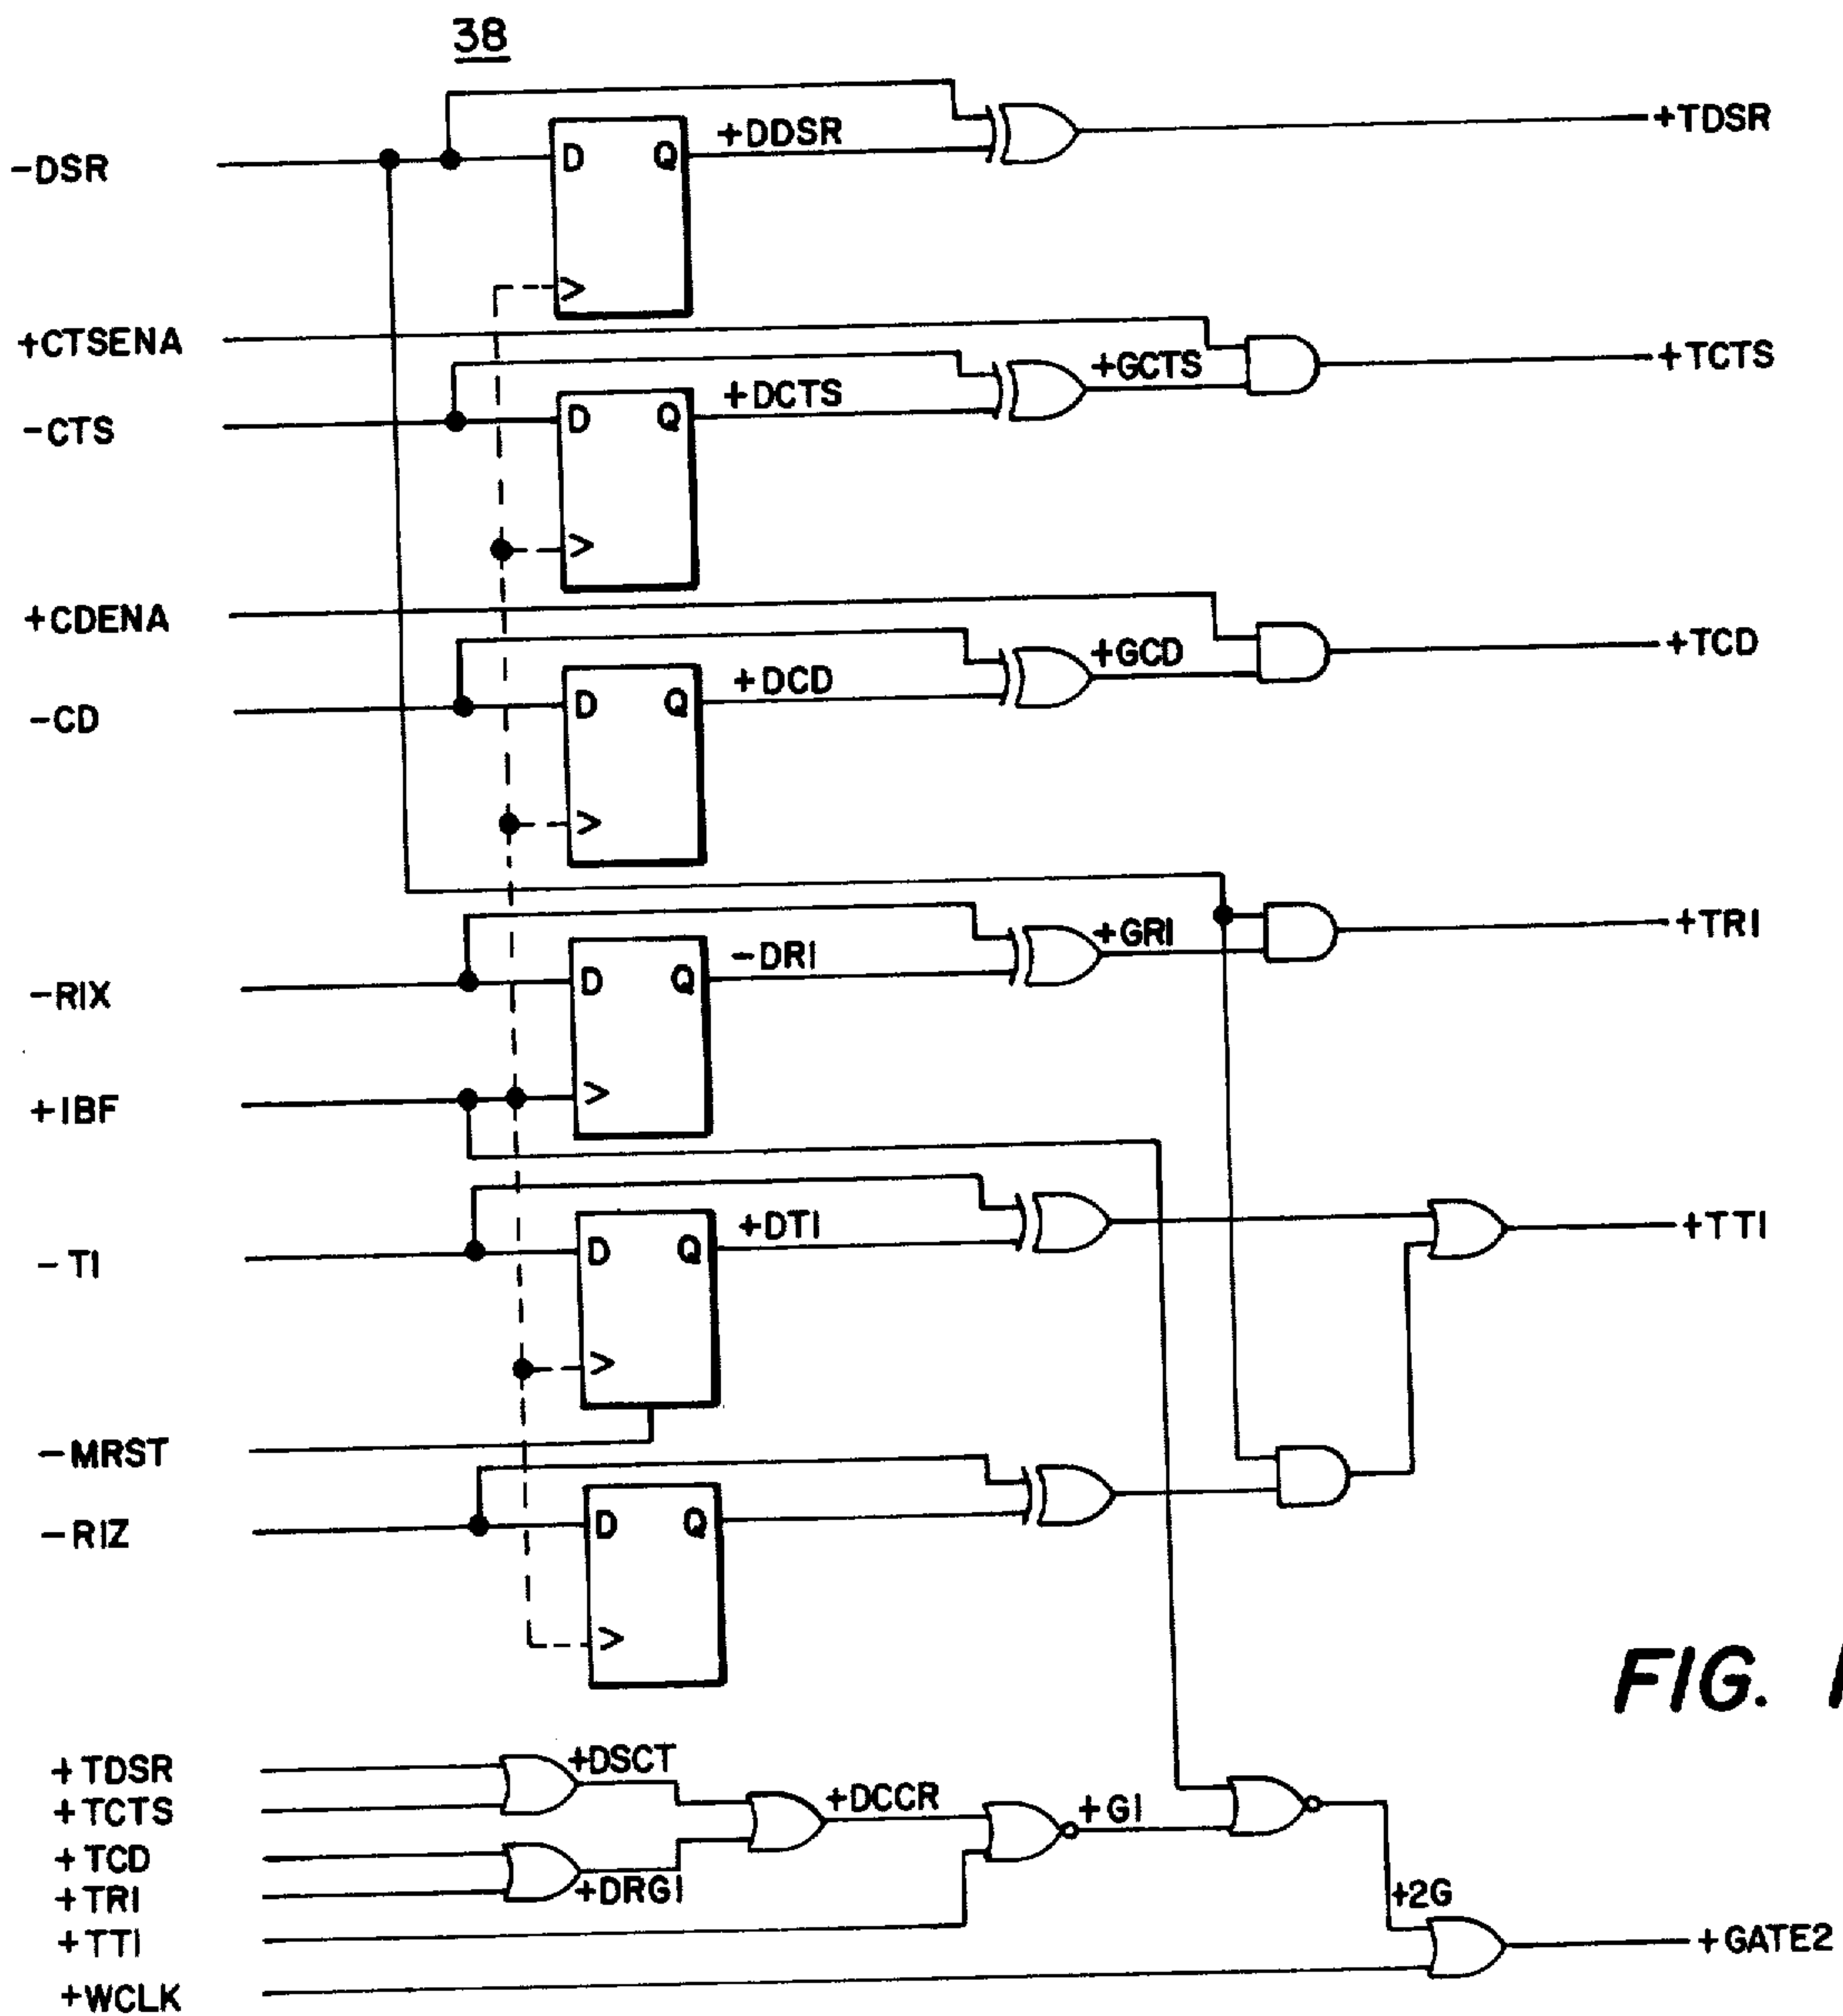 38
-DSR
D Q
+DDSR
+TDSR
>
+CTSENA
+TCTS
-CTS
D Q
+DCTS
+GCTS
>
+CDENA
+TCD
-CD
D Q
+DCD
+GCD
>
-RIX
D Q
-DRI
+GRI
+TRI
+IBF
>
-TI
D Q
+DTI
+TTI
>
-MRST
-RIZ
D Q
>
FIG.
+TDSR
+TCTS
+DSCT
+TCD
+TRI
+DRGI
+DCCR
+GI
+TTI
+2G
+WCLK
+GATE2